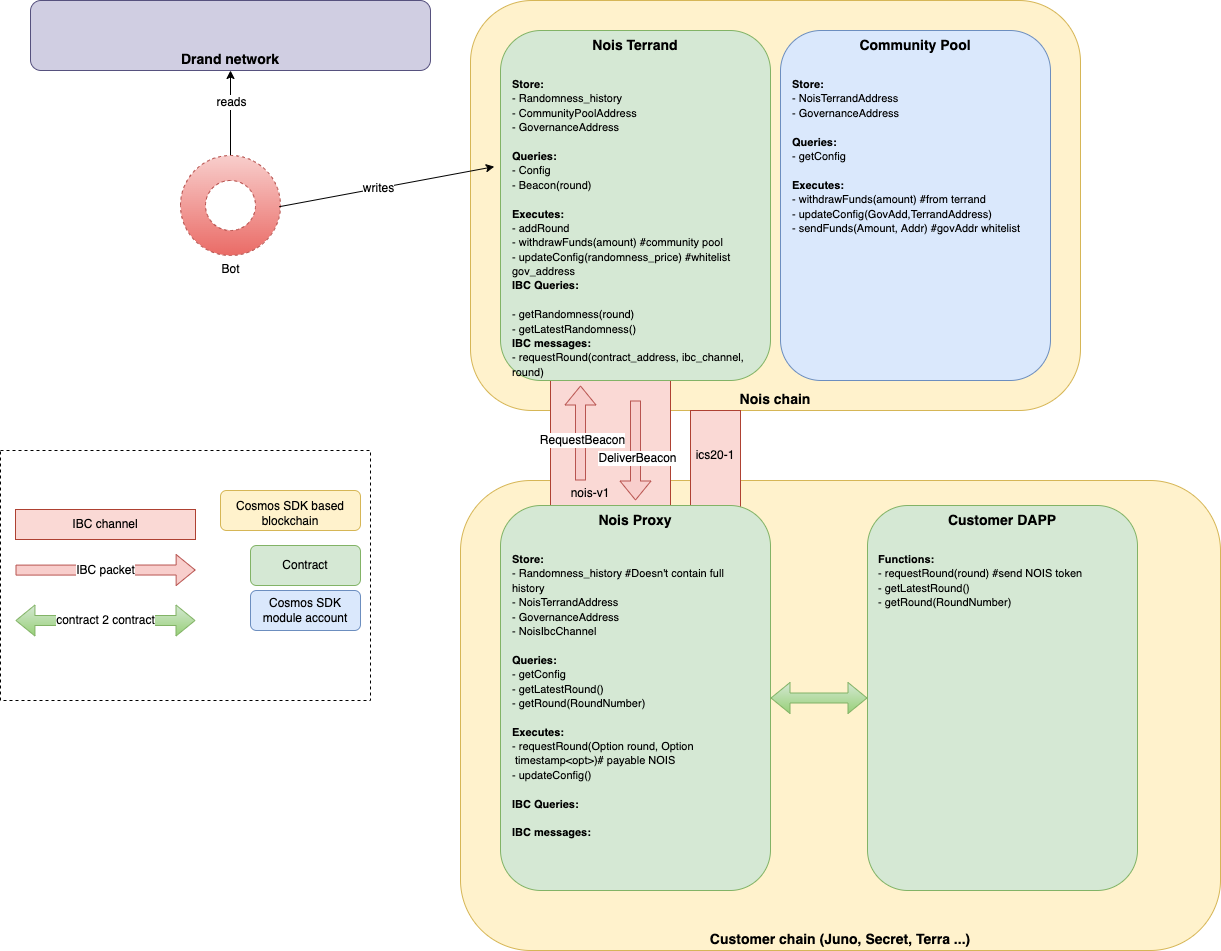 Drand network
reads
writes
Bot
Nois Terrand
Store:
- Randomness_history
- CommunityPoolAddress
- GovernanceAddress
Queries:
- Config
- Beacon(round)
Executes:
- addRound
- withdrawFunds(amount) #community pool
- updateConfig(randomness_price) #whitelist
gov_address
IBC Queries:
- getRandomness(round)
- getLatestRandomness()
IBC messages:
- requestRound(contract_address, ibc_channel,
round)
Community Pool
Store:
- NoisTerrandAddress
- GovernanceAddress
Queries:
- getConfig
Executes:
- withdrawFunds(amount) #from terrand
- updateConfig(GovAdd,TerrandAddress)
- sendFunds(Amount, Addr) #govAddr whitelist
Nois chain
RequestBeacon
DeliverBeacon
nois-v1
ics20-1
IBC channel
IBC packet
contract 2 contract
Cosmos SDK based
blockchain
Contract
Cosmos SDK
module account
Nois Proxy
Store:
- Randomness_history #Doesn't contain full
history
- NoisTerrandAddress
- GovernanceAddress
- NoisIbcChannel
Queries:
- getConfig
- getLatestRound()
- getRound(RoundNumber)
Executes:
- requestRound(Option round, Option
timestamp<opt>)# payable NOIS
- updateConfig()
IBC Queries:
IBC messages:
Customer DAPP
Functions:
- requestRound(round) #send NOIS token
- getLatestRound()
- getRound(RoundNumber)
Customer chain (Juno, Secret, Terra ...)